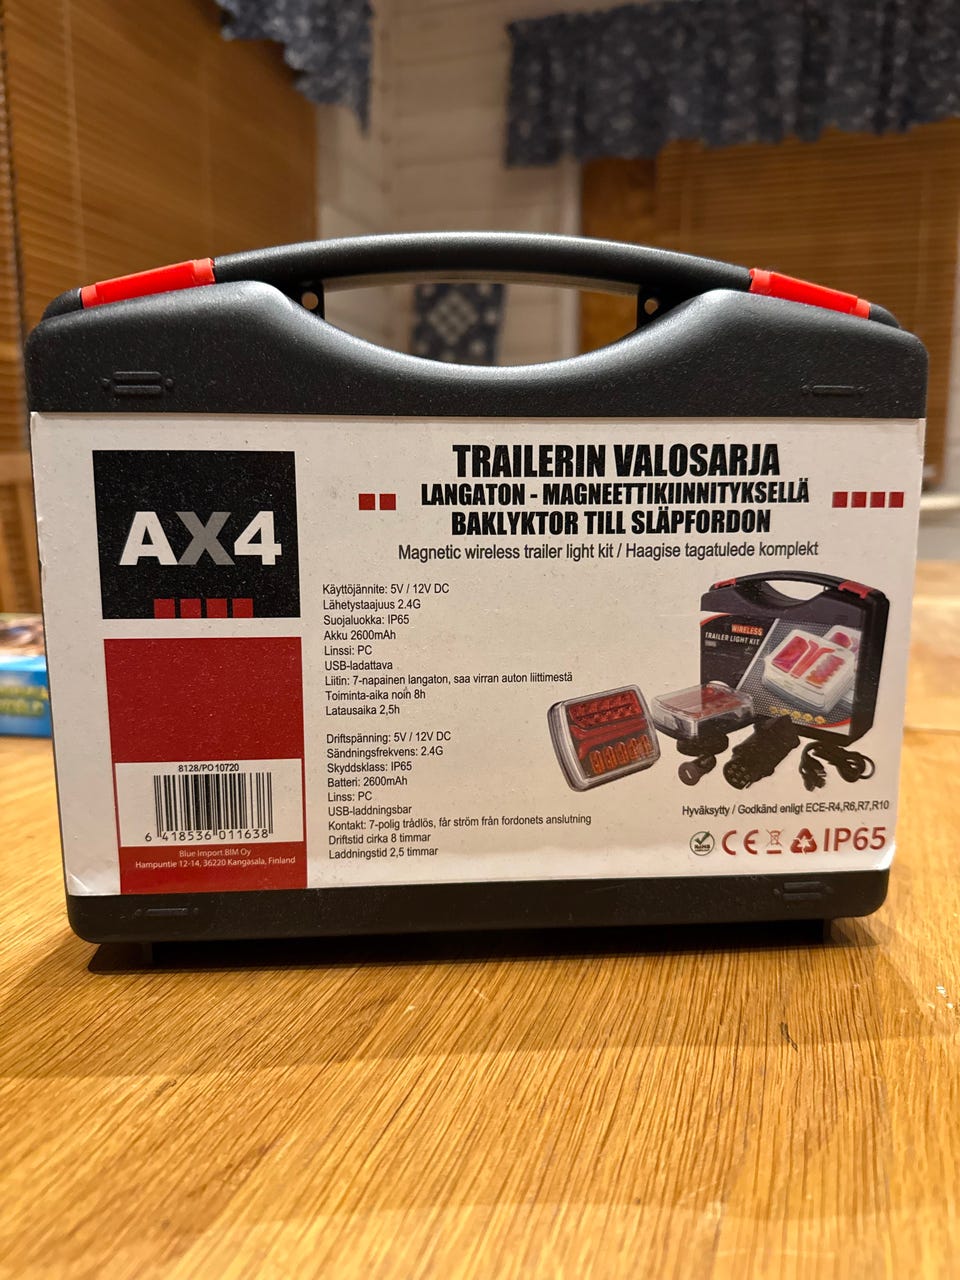 AX4
TRAILERIN VALOSARJA
LANGATON - MAGNEETTIKIINNITYKSELLÄ
BAKLYKTOR TILL SLÄPFORDON
Magnetic wireless trailer light kit / Haagise tagatulede komplekt
Käyttöjännite: 5V / 12V DC
Lähetystaajuus 2.4G
Suojaluokka: IP65
Akku 2600mAh
Linssi: PC
USB-ladattava
Liitin: 7-napainen langaton, saa virran auton liittimestä
Toiminta-aika noin 8h
Latausaika 2,5h
Driftspänning: 5V / 12V DC
Sändningsfrekvens: 2.4G
Skyddsklass: IP65
Batteri: 2600mAh
Linss: PC
USB-laddningsbar
Kontakt: 7-polig trådlös, får ström från fordonets anslutning
Driftstid cirka 8 timmar
Laddningstid 2,5 timmar
WIRELESS
TRAILER LIGHT KIT
Hyväksytty / Godkänd enligt ECE-R4,R6,R7,R10
RoHS
CE
IP65
8128/PO10720
6 418536 011638
Blue Import BIM Oy
Hampuntie 12-14, 36220 Kangasala, Finland